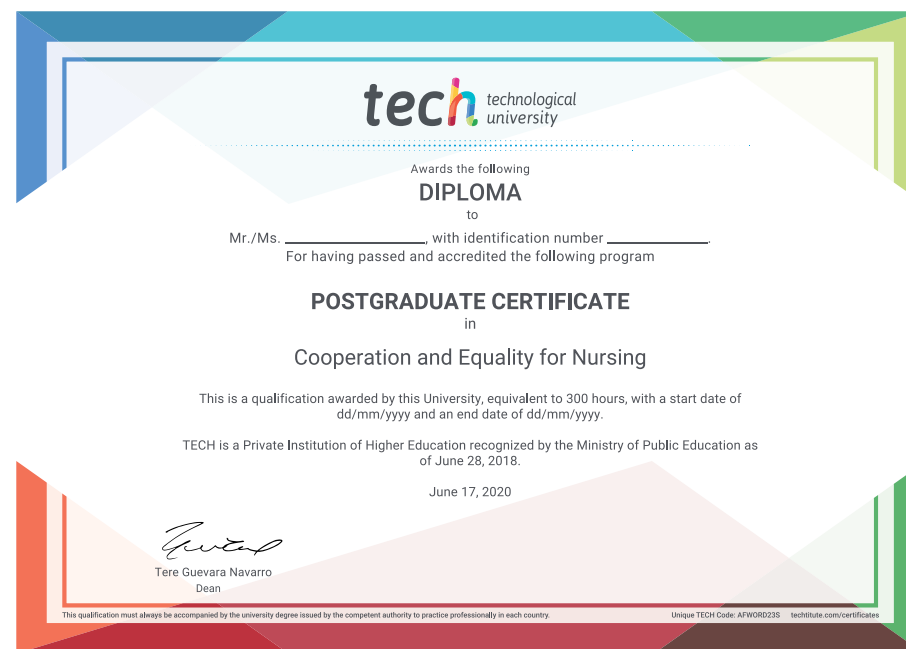 tech technological
university
Awards the following
DIPLOMA
to
Mr./Ms. ____________________, with identification number ______________.
For having passed and accredited the following program
POSTGRADUATE CERTIFICATE
in
Cooperation and Equality for Nursing
This is a qualification awarded by this University, equivalent to 300 hours, with a start date of
dd/mm/yyyy and an end date of dd/mm/yyyy.
TECH is a Private Institution of Higher Education recognized by the Ministry of Public Education as
of June 28, 2018.
June 17, 2020
Tere Guevara Navarro
Dean
This qualification must always be accompanied by the university degree issued by the competent authority to practice professionally in each country. Unique TECH Code: AFWORD23S techtitute.com/certificates